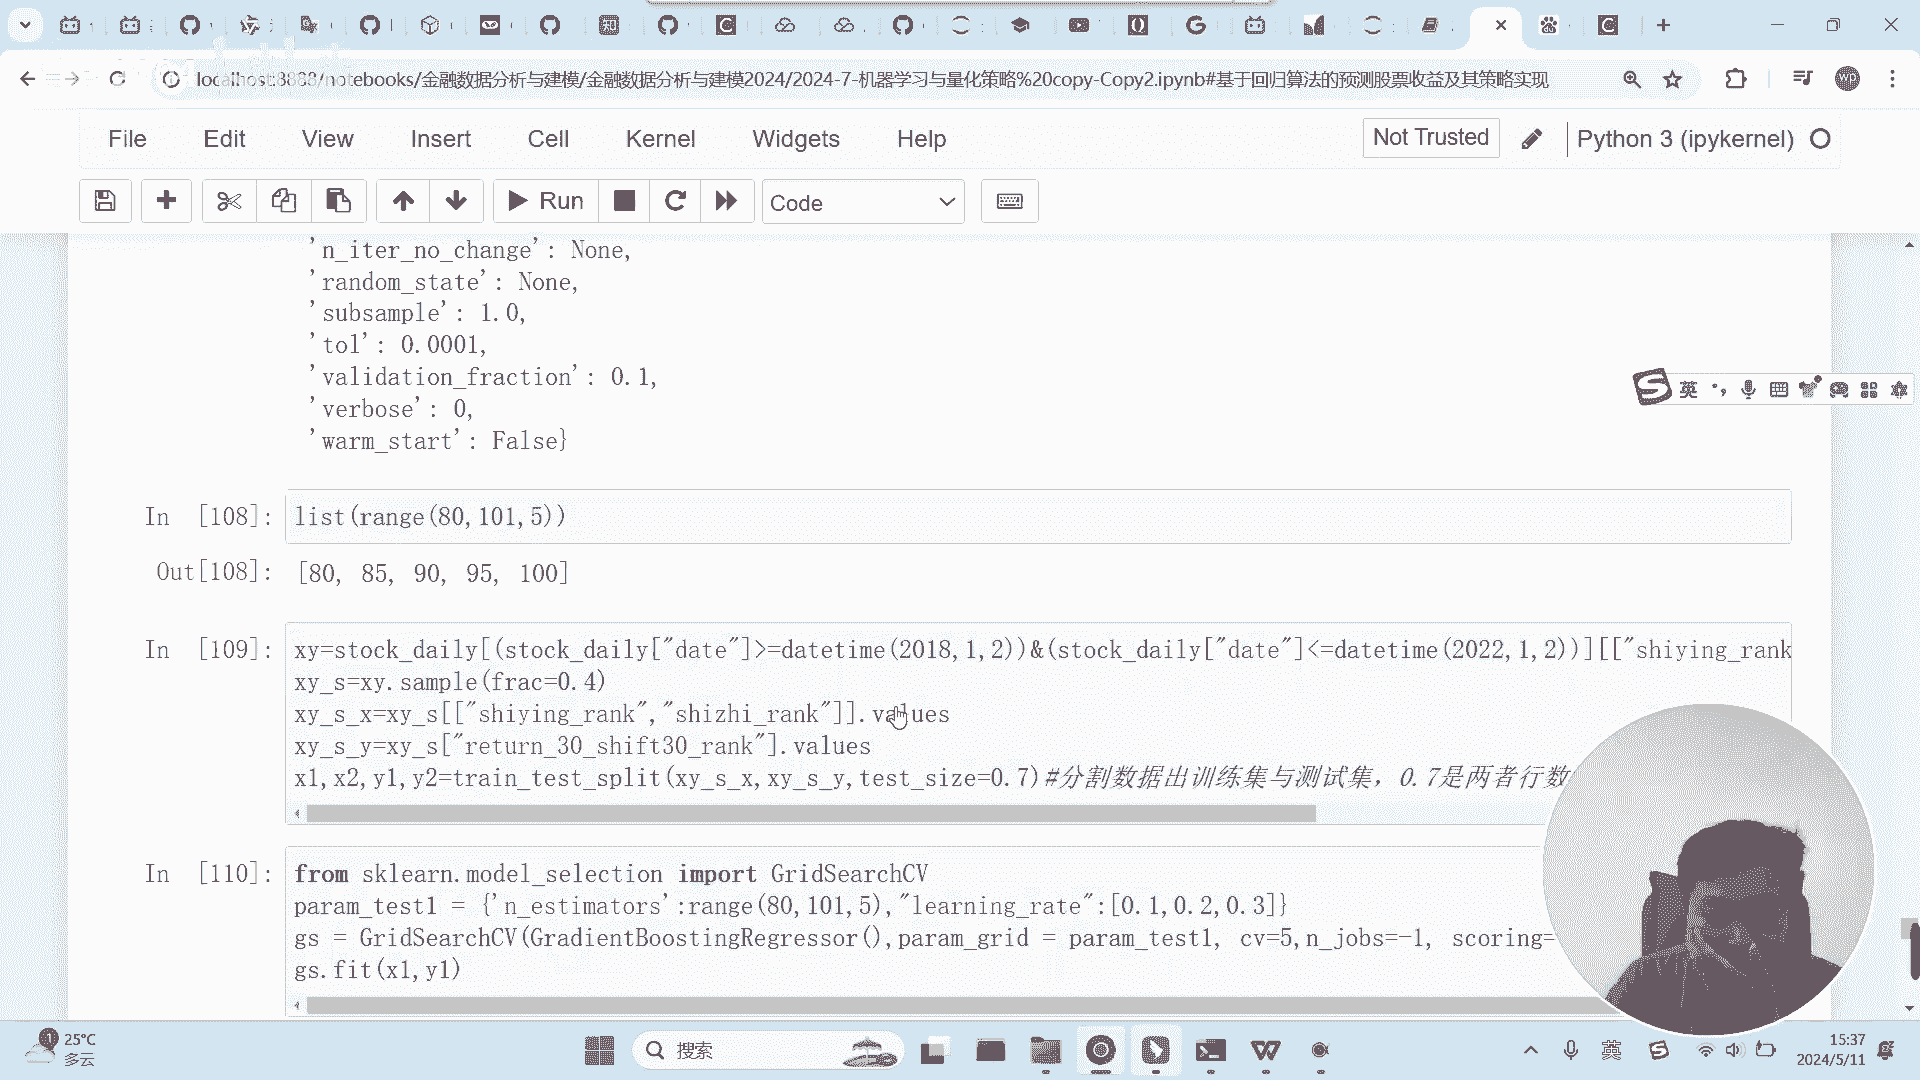 localhost:8888/notebooks/金融数据分析与建模/金融数据分析与建模2024/2024-7-机器学习与量化策略%20copy-Copy2.ipynb#基于回归算法的预测股票收益及其策略实现
wp
File Edit View Insert Cell Kernel Widgets Help
Not Trusted
Python 3 (ipykernel)
Run
Code
'n_iter_no_change': None,
'random_state': None,
'subsample': 1.0,
'tol': 0.0001,
'validation_fraction': 0.1,
'verbose': 0,
'warm_start': False}
英
In [108]: list(range(80,101,5))
Out[108]: [80, 85, 90, 95, 100]
In [109]: xy=stock_daily[(stock_daily["date"]>=datetime(2018,1,2))&(stock_daily["date"]<=datetime(2022,1,2))][["shiying_rank
xy_s=xy.sample(frac=0.4)
xy_s_x=xy_s[["shiying_rank","shizhi_rank"]].values
xy_s_y=xy_s["return_30_shift30_rank"].values
x1,x2,y1,y2=train_test_split(xy_s_x,xy_s_y,test_size=0.7)#分割数据出训练集与测试集，0.7是两者行数
In [110]: from sklearn.model_selection import GridSearchCV
param_test1 = {'n_estimators':range(80,101,5),"learning_rate":[0.1,0.2,0.3]}
gs = GridSearchCV(GradientBoostingRegressor(),param_grid = param_test1, cv=5,n_jobs=-1, scoring=
gs.fit(x1,y1)
1
25°C
多云
搜索
英
15:37
2024/5/11